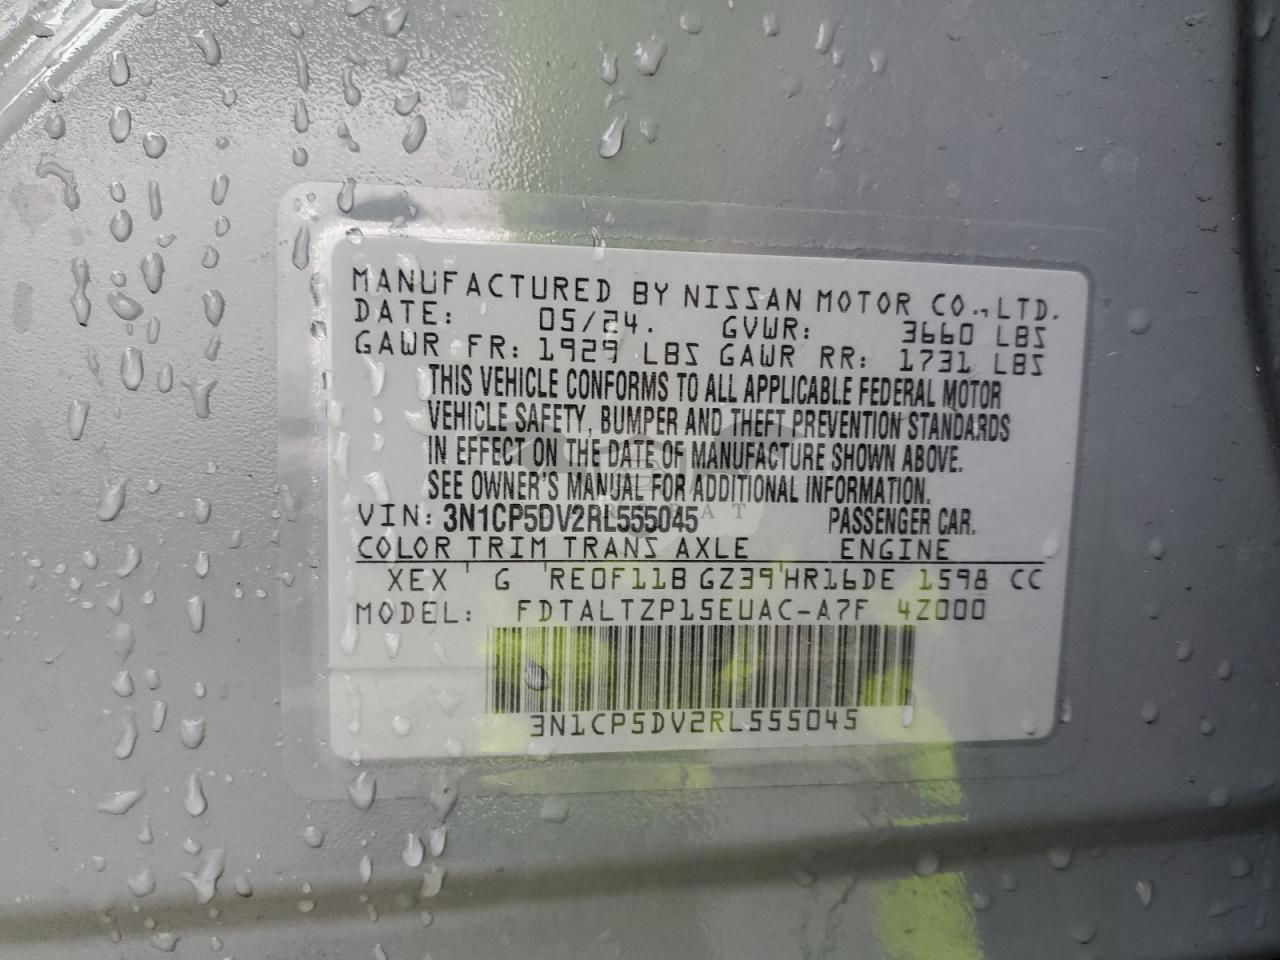 MANUFACTURED BY NISSAN MOTOR CO.,LTD.
DATE: 05/24. GVWR: 3660 LBS
GAWR FR: 1929 LBS GAWR RR: 1731 LBS
THIS VEHICLE CONFORMS TO ALL APPLICABLE FEDERAL MOTOR
VEHICLE SAFETY, BUMPER AND THEFT PREVENTION STANDARDS
IN EFFECT ON THE DATE OF MANUFACTURE SHOWN ABOVE.
SEE OWNER'S MANUAL FOR ADDITIONAL INFORMATION.
VIN: 3N1CP5DV2RL555045 PASSENGER CAR.
COLOR TRIM TRANS AXLE ENGINE
XEX G RE0F11B GZ39 HR16DE 1598 CC
MODEL: FDTALTZP15EUAC-A7F 4Z000
3N1CP5DV2RL555045